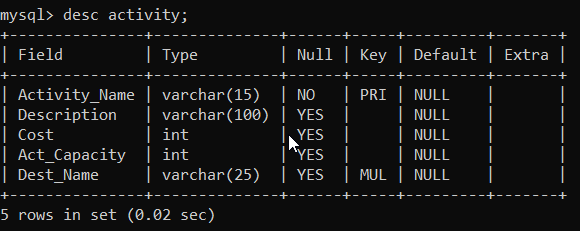 mysql> desc activity;
+---------------+--------------+------+-----+---------+-------+
| Field         | Type         | Null | Key | Default | Extra |
+---------------+--------------+------+-----+---------+-------+
| Activity_Name | varchar(15)  | NO   | PRI | NULL    |       |
| Description   | varchar(100) | YES  |     | NULL    |       |
| Cost          | int          | YES  |     | NULL    |       |
| Act_Capacity  | int          | YES  |     | NULL    |       |
| Dest_Name     | varchar(25)  | YES  | MUL | NULL    |       |
+---------------+--------------+------+-----+---------+-------+
5 rows in set (0.02 sec)